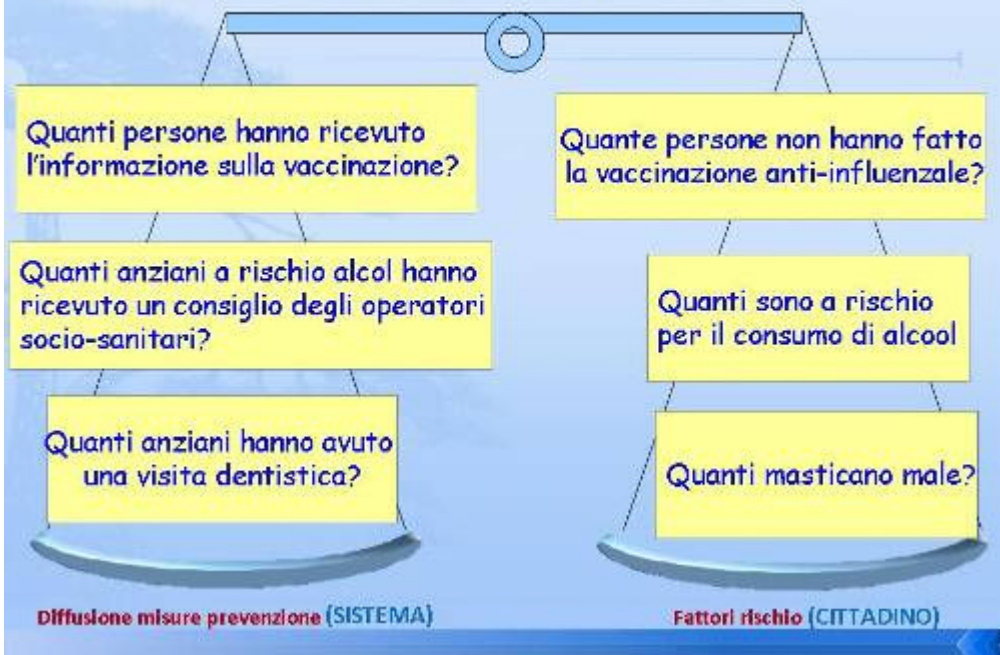 Quanti persone hanno ricevuto
l'informazione sulla vaccinazione?
Quanti anziani a rischio alcol hanno
ricevuto un consiglio degli operatori
socio-sanitari?
Quanti anziani hanno avuto
una visita dentistica?
Diffusione misure prevenzione (SISTEMA)
Quante persone non hanno fatto
la vaccinazione anti-influenzale?
Quanti sono a rischio
per il consumo di alcool
Quanti masticano male?
Fattori rischio (CITTADINO)